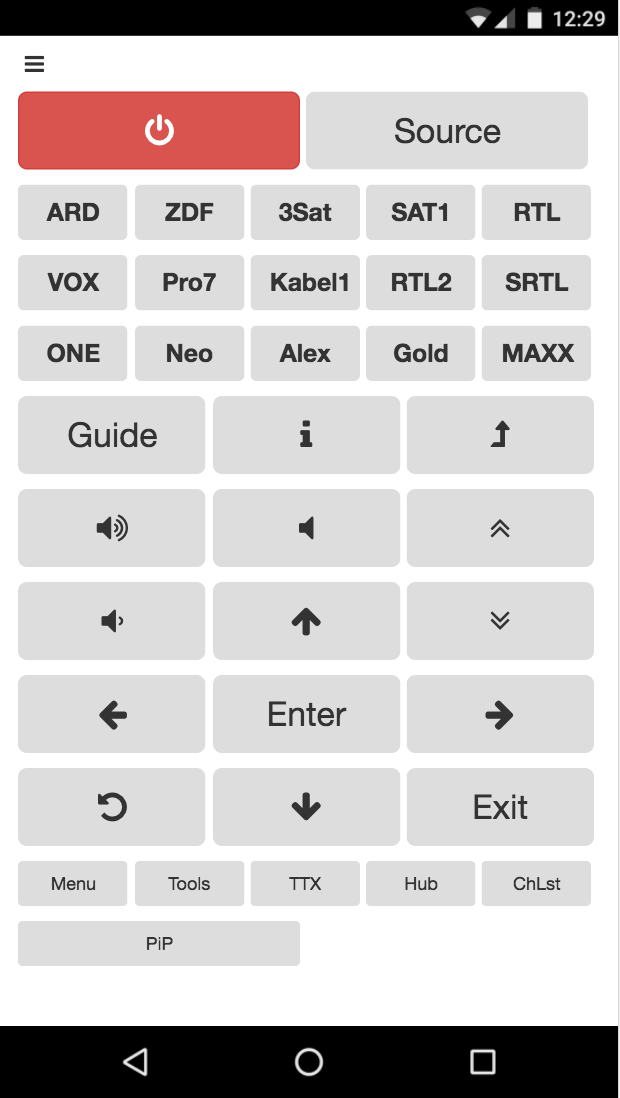 12:29
Source
ARD ZDF 3Sat SAT1 RTL
VOX Pro7 Kabel1 RTL2 SRTL
ONE Neo Alex Gold MAXX
Guide
Enter
Exit
Menu Tools TTX Hub ChLst
PiP